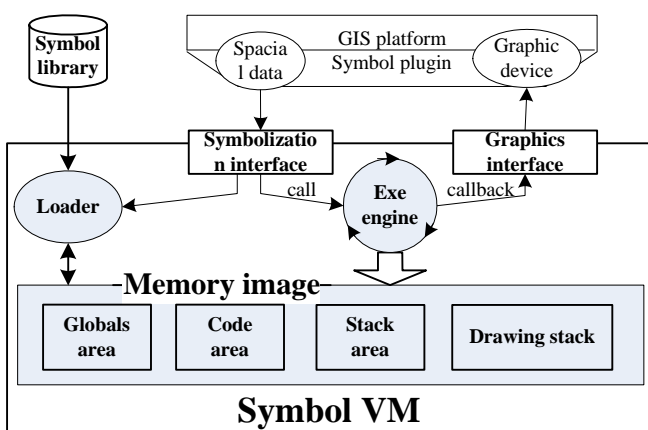 Symbol
library
Spacia
l data
GIS platform
Symbol plugin
Graphic
device
Symbolizatio
n interface
Graphics
interface
Loader
call
Exe
engine
callback
Memory image
Globals
area
Code
area
Stack
area
Drawing stack
Symbol VM